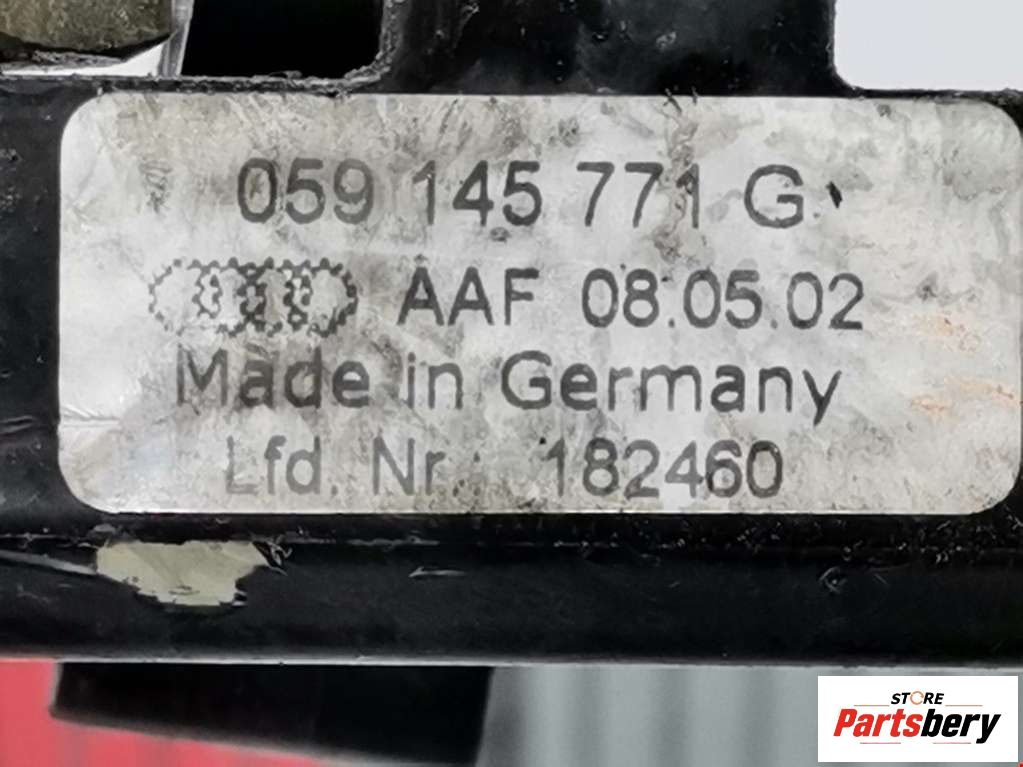 059 145 771 G
AAF 08.05.02
Made in Germany
Lfd. Nr.: 182460
STORE
Partsbery